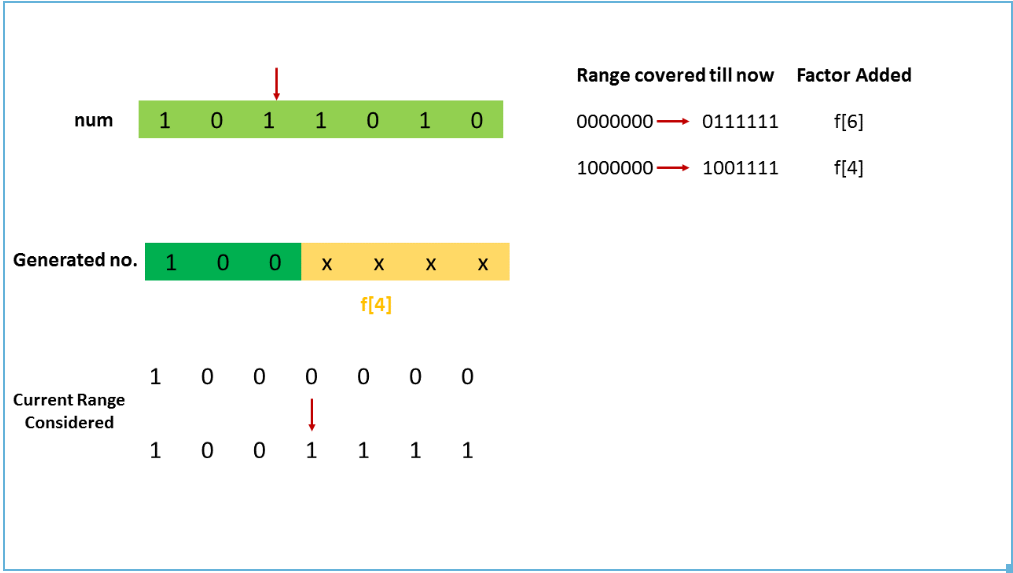 Range covered till now Factor Added
num 1 0 1 1 0 1 0
0000000 0111111 f[6]
1000000 1001111 f[4]
Generated no. 1 0 0 x x x x
f[4]
1 0 0 0 0 0 0
Current Range
Considered
1 0 0 1 1 1 1